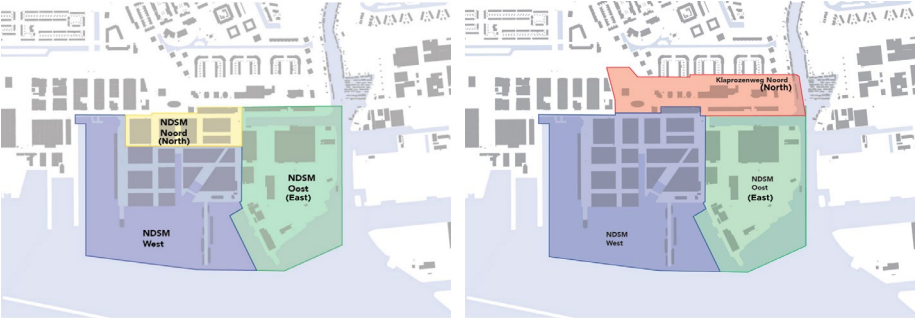 NDSM
Noord
(North)
NDSM
Oost
(East)
NDSM
West
Klaprozenweg Noord
(North)
NDSM
Oost
(East)
NDSM
West